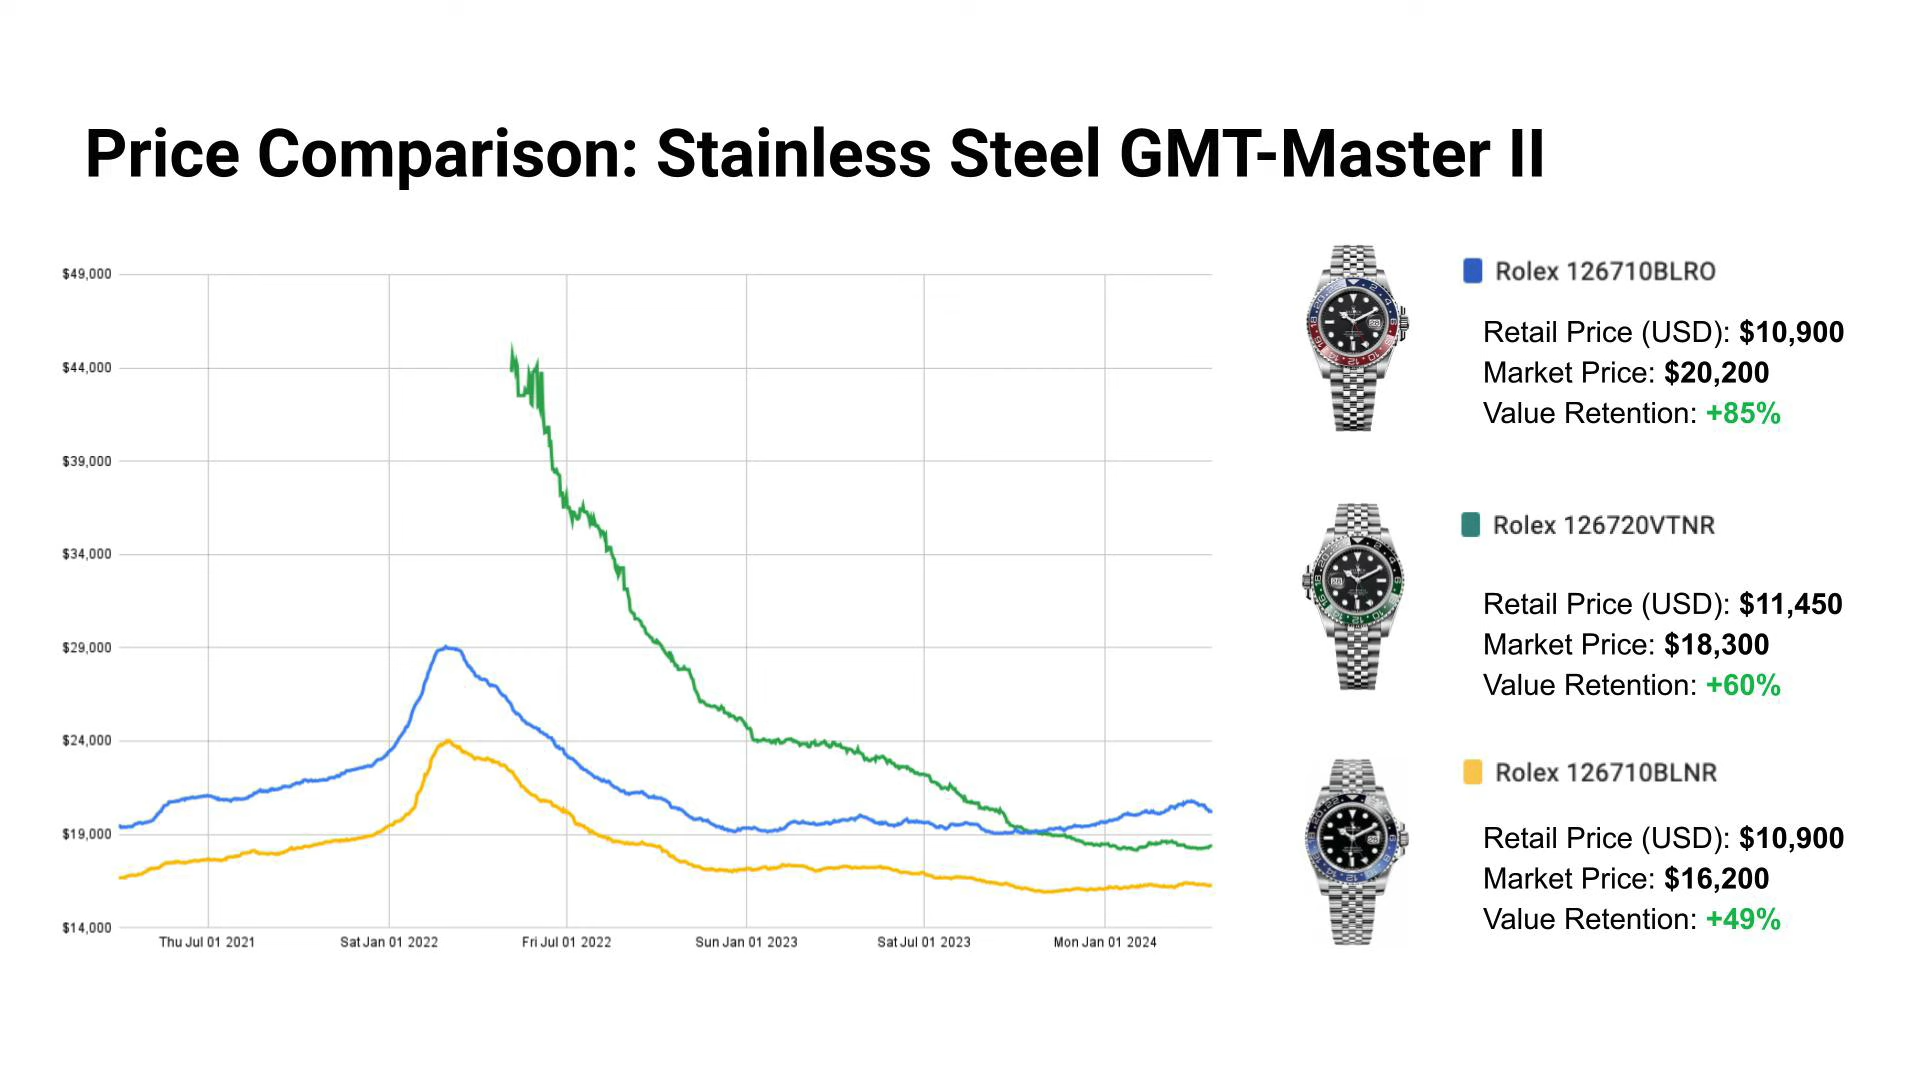 Price Comparison: Stainless Steel GMT-Master II
$49,000
$44,000
$39,000
$34,000
$29,000
$24,000
$19,000
$14,000
Thu Jul 01 2021
Sat Jan 01 2022
Fri Jul 01 2022
Sun Jan 01 2023
Sat Jul 01 2023
Mon Jan 01 2024
Rolex 126710BLRO
Retail Price (USD): $10,900
Market Price: $20,200
Value Retention: +85%
Rolex 126720VTNR
Retail Price (USD): $11,450
Market Price: $18,300
Value Retention: +60%
Rolex 126710BLNR
Retail Price (USD): $10,900
Market Price: $16,200
Value Retention: +49%